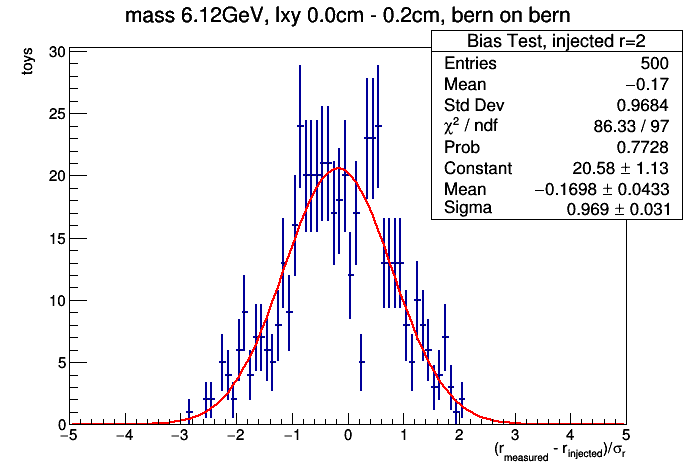 mass 6.12GeV, lxy 0.0cm - 0.2cm, bern on bern
Bias Test, injected r=2
Entries 500
Mean −0.17
Std Dev 0.9684
χ² / ndf 86.33 / 97
Prob 0.7728
Constant 20.58 ± 1.13
Mean −0.1698 ± 0.0433
Sigma 0.969 ± 0.031
toys
30
25
20
15
10
5
0
−5 −4 −3 −2 −1 0 1 2 3 4 5
(r_measured - r_injected)/σ_r